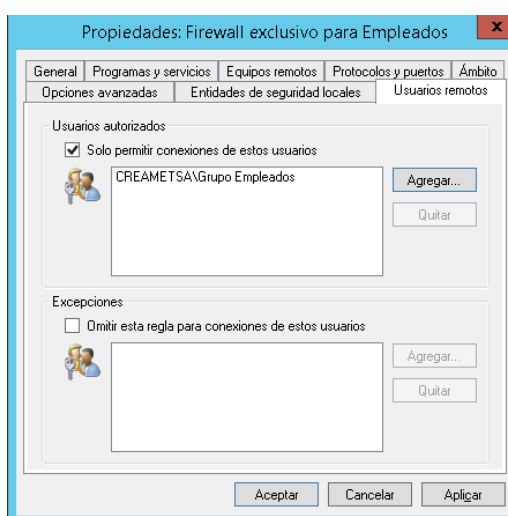 Propiedades: Firewall exclusivo para Empleados
x
General Programas y servicios Equipos remotos Protocolos y puertos Ámbito
Opciones avanzadas Entidades de seguridad locales Usuarios remotos
Usuarios autorizados
Solo permitir conexiones de estos usuarios
CREAMETSA\Grupo Empleados
Agregar...
Quitar
Excepciones
Omitir esta regla para conexiones de estos usuarios
Agregar...
Quitar
Aceptar Cancelar Aplicar